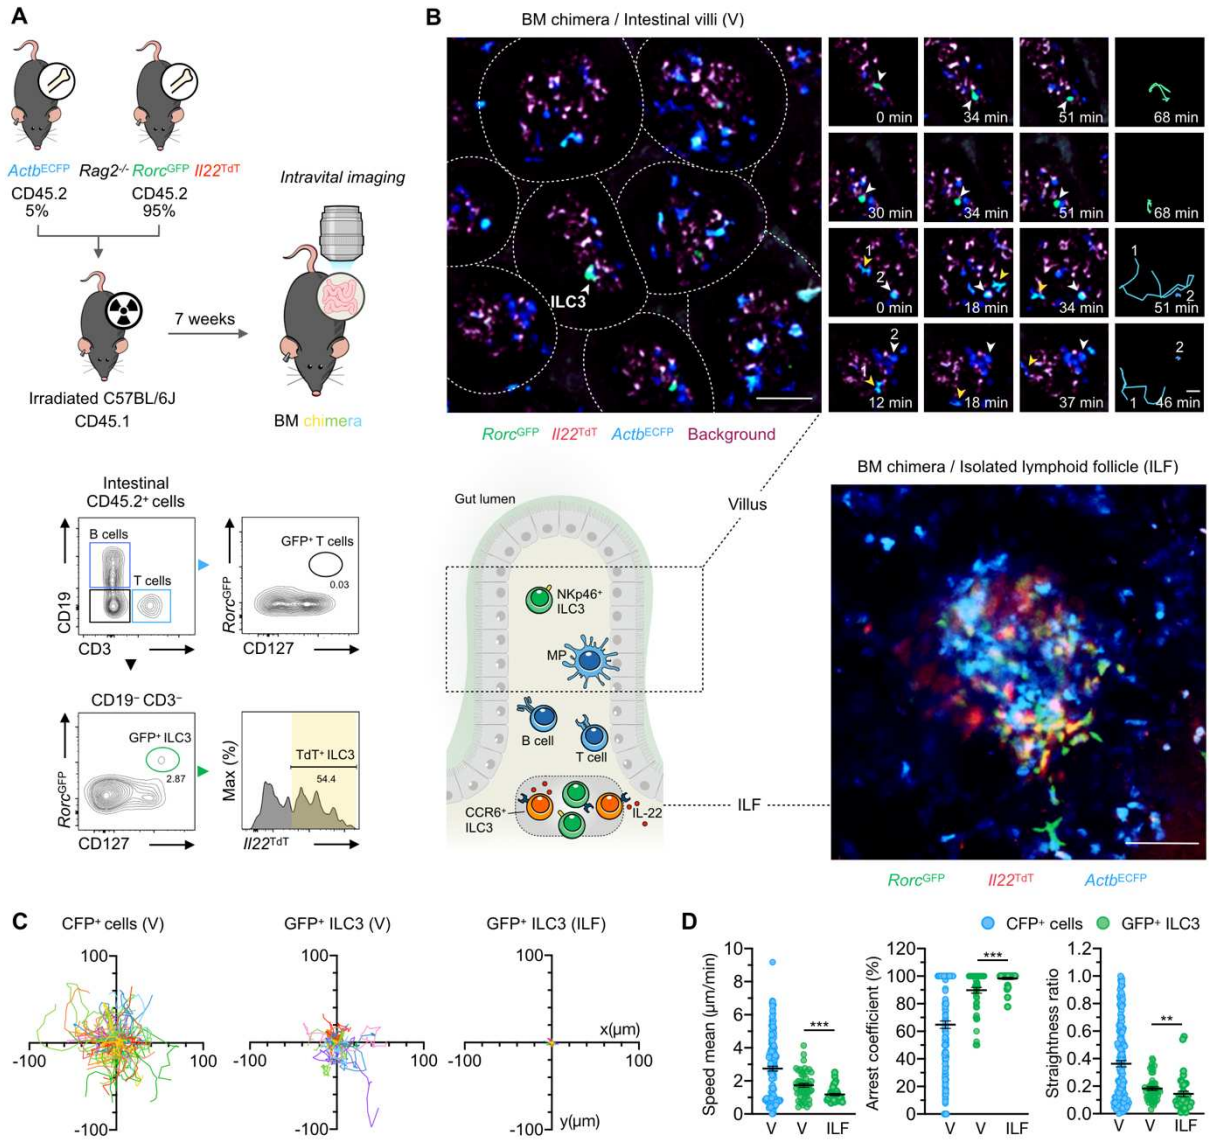 A
Actb^ECFP Rag2-/- Rorc^GFP Il22^TdT
CD45.2 CD45.2
5% 95%
Intravital imaging
7 weeks
Irradiated C57BL/6J
CD45.1
BM chimera
Intestinal
CD45.2+ cells
B cells
T cells
CD19
CD3
GFP+ T cells
0.03
Rorc^GFP
CD127
CD19− CD3−
GFP+ ILC3
2.87
Rorc^GFP
CD127
TdT+ ILC3
54.4
Max (%)
Il22^TdT
B
BM chimera / Intestinal villi (V)
ILC3
0 min 34 min 51 min 68 min
30 min 34 min 51 min 68 min
1
2
0 min 18 min 34 min
1
2
51 min
2
1
12 min 18 min 37 min
2
1 46 min
Rorc^GFP Il22^TdT Actb^ECFP Background
Gut lumen
Villus
NKp46+
ILC3
MP
B cell
T cell
CCR6+
ILC3
IL-22
ILF
BM chimera / Isolated lymphoid follicle (ILF)
Rorc^GFP Il22^TdT Actb^ECFP
C
CFP+ cells (V)
100
-100 100
-100
GFP+ ILC3 (V)
100
-100 100
-100
GFP+ ILC3 (ILF)
100
x(µm)
-100 100
y(µm)
-100
D
CFP+ cells GFP+ ILC3
Speed mean (µm/min)
10
8
6
4
2
0
***
V V ILF
Arrest coefficient (%)
120
100
80
60
40
20
0
***
V V ILF
Straightness ratio
1.2
1.0
0.8
0.6
0.4
0.2
0.0
**
V V ILF